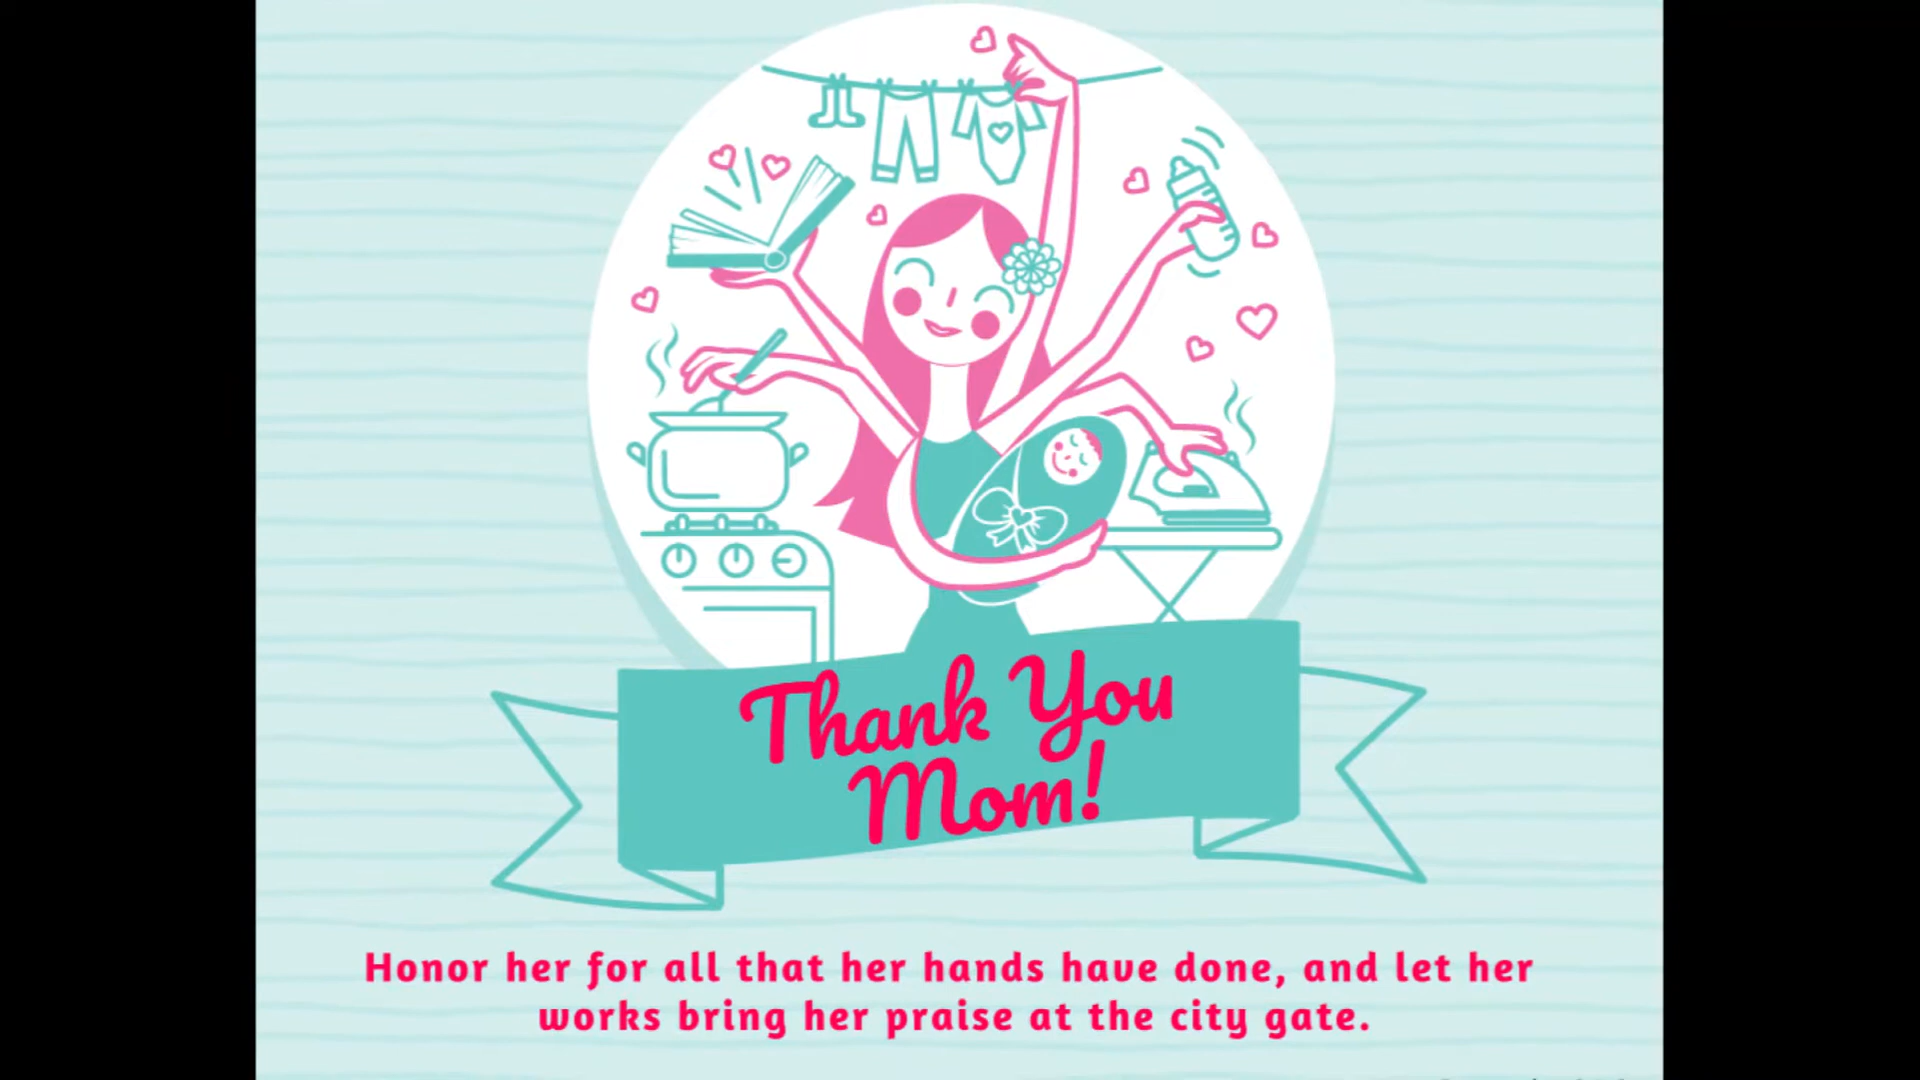 Thank You
Mom!
Honor her for all that her hands have done, and let her
works bring her praise at the city gate.